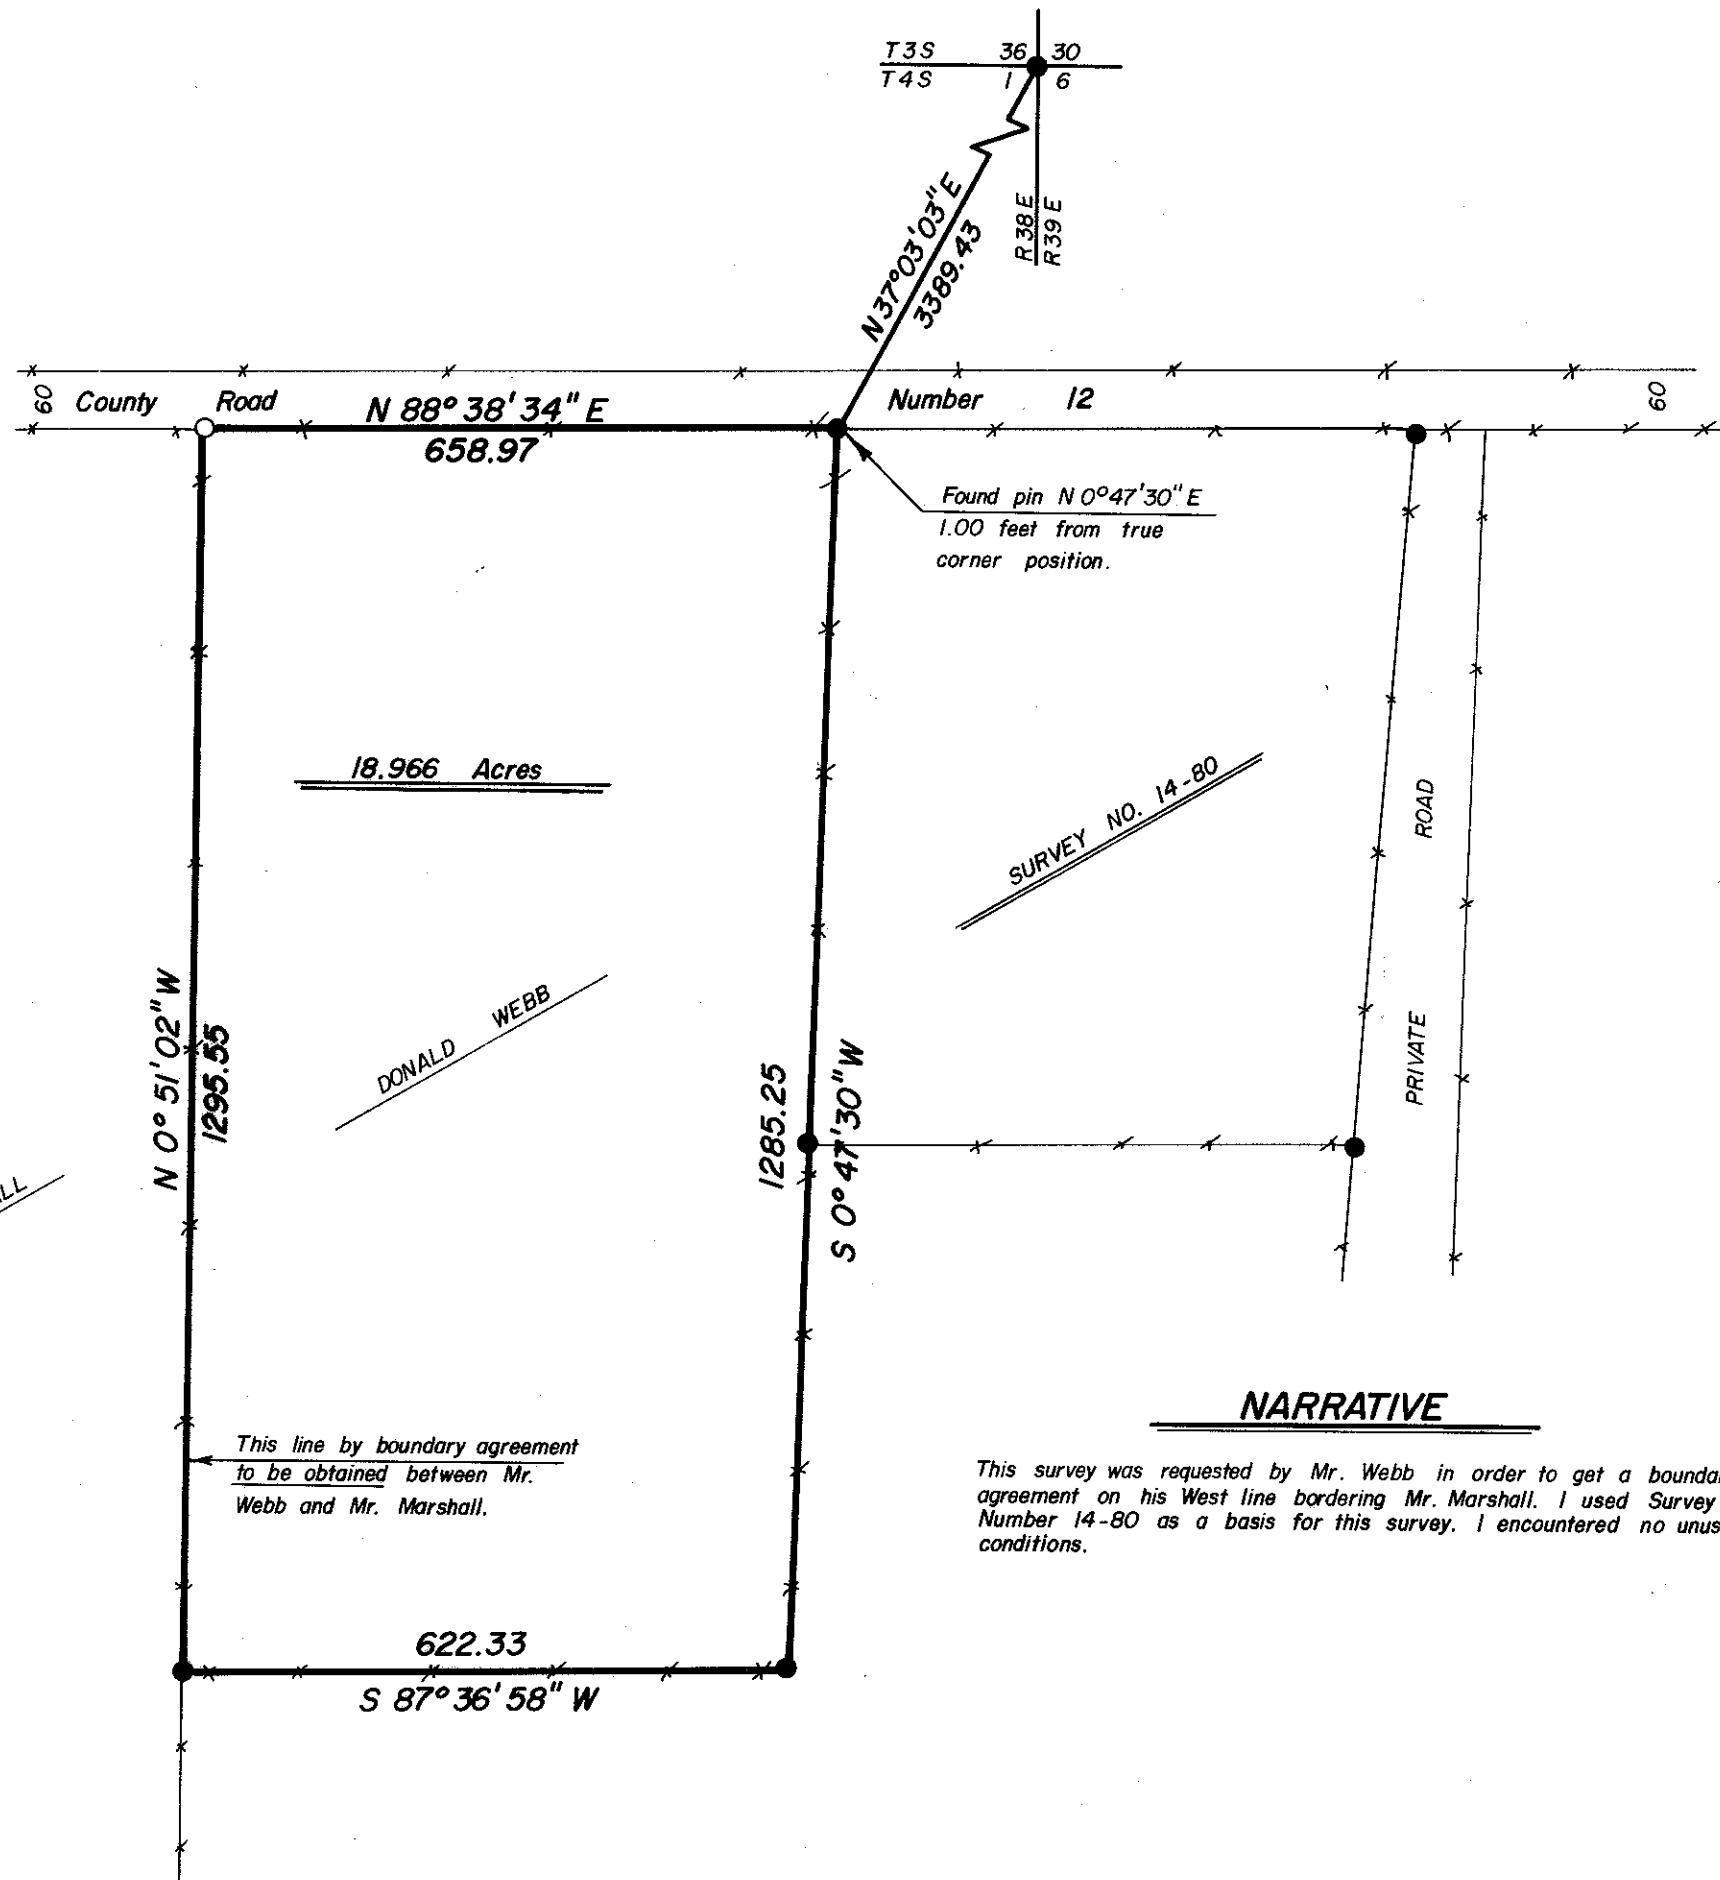 T3S 36 30
T4S 1 6
R38E
R39E
N 37°03'03" E
3389.43
60 County Road Number 12 60
N 88° 38' 34" E
658.97
Found pin N 0°47'30" E
1.00 feet from true
corner position.
18.966 Acres
SURVEY NO. 14-80
PRIVATE ROAD
DONALD WEBB
N 0° 51' 02" W
1295.55
1285.25
S 0° 47' 30" W
LL
This line by boundary agreement
to be obtained between Mr.
Webb and Mr. Marshall.
NARRATIVE
This survey was requested by Mr. Webb in order to get a bounda
agreement on his West line bordering Mr. Marshall. I used Survey
Number 14-80 as a basis for this survey. I encountered no unus
conditions.
622.33
S 87° 36' 58" W